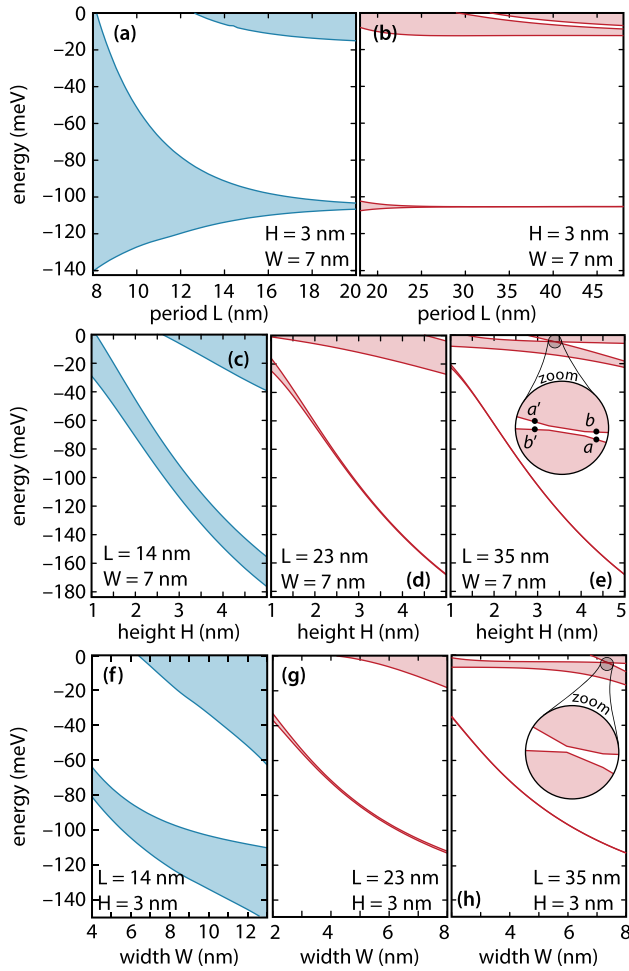 (a)
(b)
energy (meV)
0
−20
−40
−60
−80
−100
−120
−140
H = 3 nm
W = 7 nm
H = 3 nm
W = 7 nm
8 10 12 14 16 18 20
20 25 30 35 40 45
period L (nm)
period L (nm)
(c)
energy (meV)
0
−20
−40
−60
−80
−100
−120
−140
−160
−180
zoom
a'
b'
b
a
L = 14 nm
W = 7 nm
L = 23 nm
W = 7 nm
(d)
L = 35 nm
W = 7 nm
(e)
1 2 3 4
1 2 3 4
1 2 3 4 5
height H (nm)
height H (nm)
height H (nm)
(f)
(g)
energy (meV)
0
−20
−40
−60
−80
−100
−120
−150
zoom
L = 14 nm
H = 3 nm
L = 23 nm
H = 3 nm
(h)
L = 35 nm
H = 3 nm
4 6 8 10 12
2 4 6 8
4 6 8
width W (nm)
width W (nm)
width W (nm)